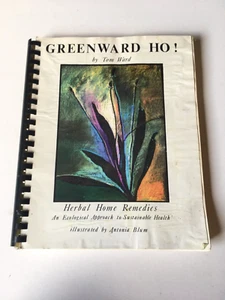 GREENWARD HO!
by Tom Ward
Herbal Home Remedies
An Ecological Approach to Sustainable Health
illustrated by Antonia Blum